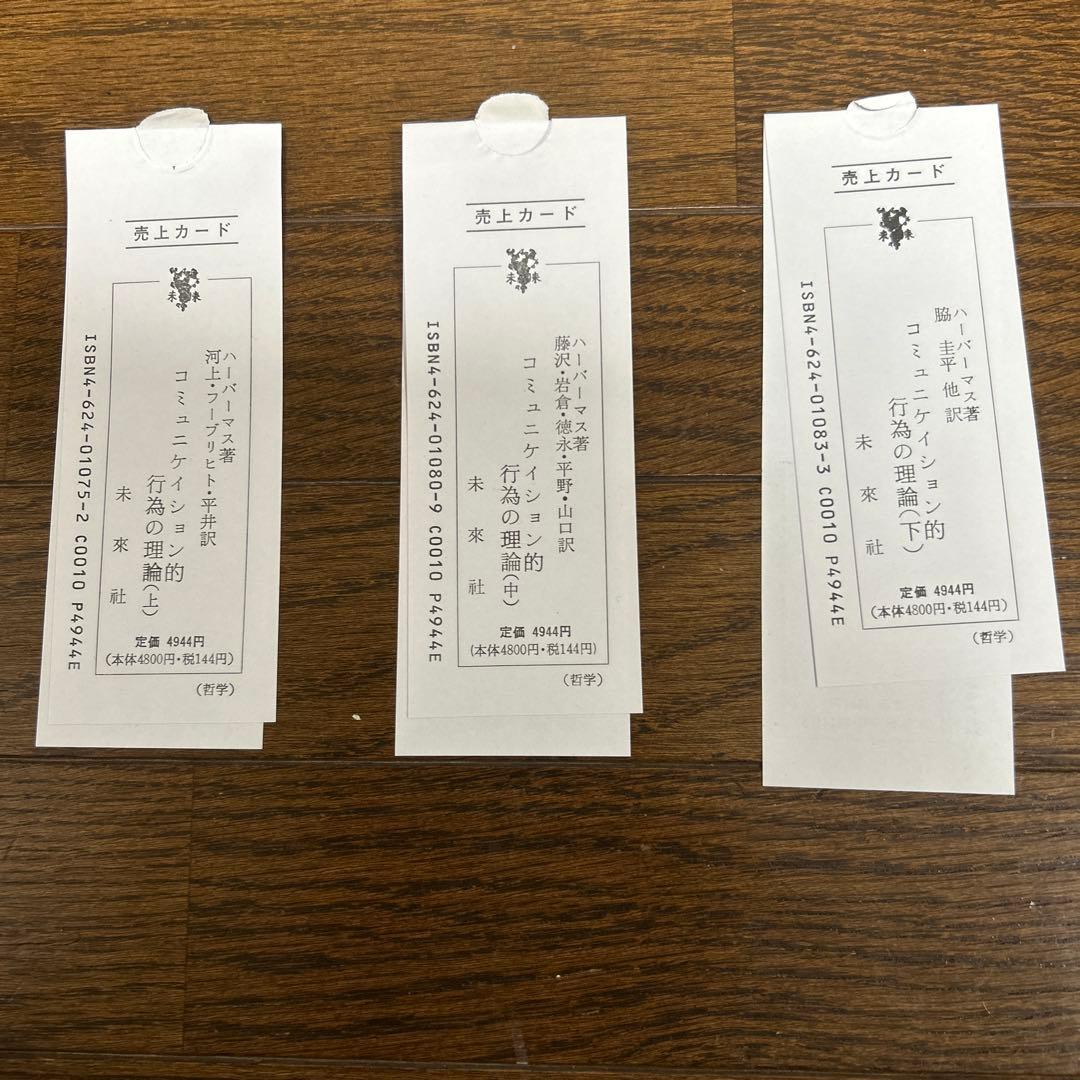 売上カード
未 来
ハーバーマス著
河上・フーブリヒト・平井訳
コミュニケイション的
行為の理論(上)
未來社
定価 4944円
(本体4800円・税144円)
(哲学)
ISBN4-624-01075-2 C0010 P4944E
売上カード
未 来
ハーバーマス著
藤沢・岩倉・徳永・平野・山口訳
コミュニケイション的
行為の理論(中)
未來社
定価 4944円
(本体4800円・税144円)
(哲学)
ISBN4-624-01080-9 C0010 P4944E
売上カード
未 来
ハーバーマス著
脇 圭平 他 訳
コミュニケイション的
行為の理論(下)
未來社
定価 4944円
(本体4800円・税144円)
(哲学)
ISBN4-624-01083-3 C0010 P4944E